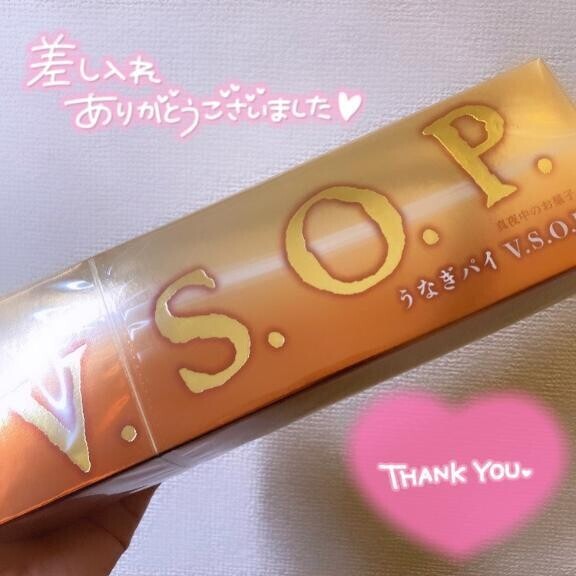 差し入れ
ありがとうございました♥
V.S.O.P.
真夜中のお菓子
うなぎパイ V.S.O.P
THANK YOU♥